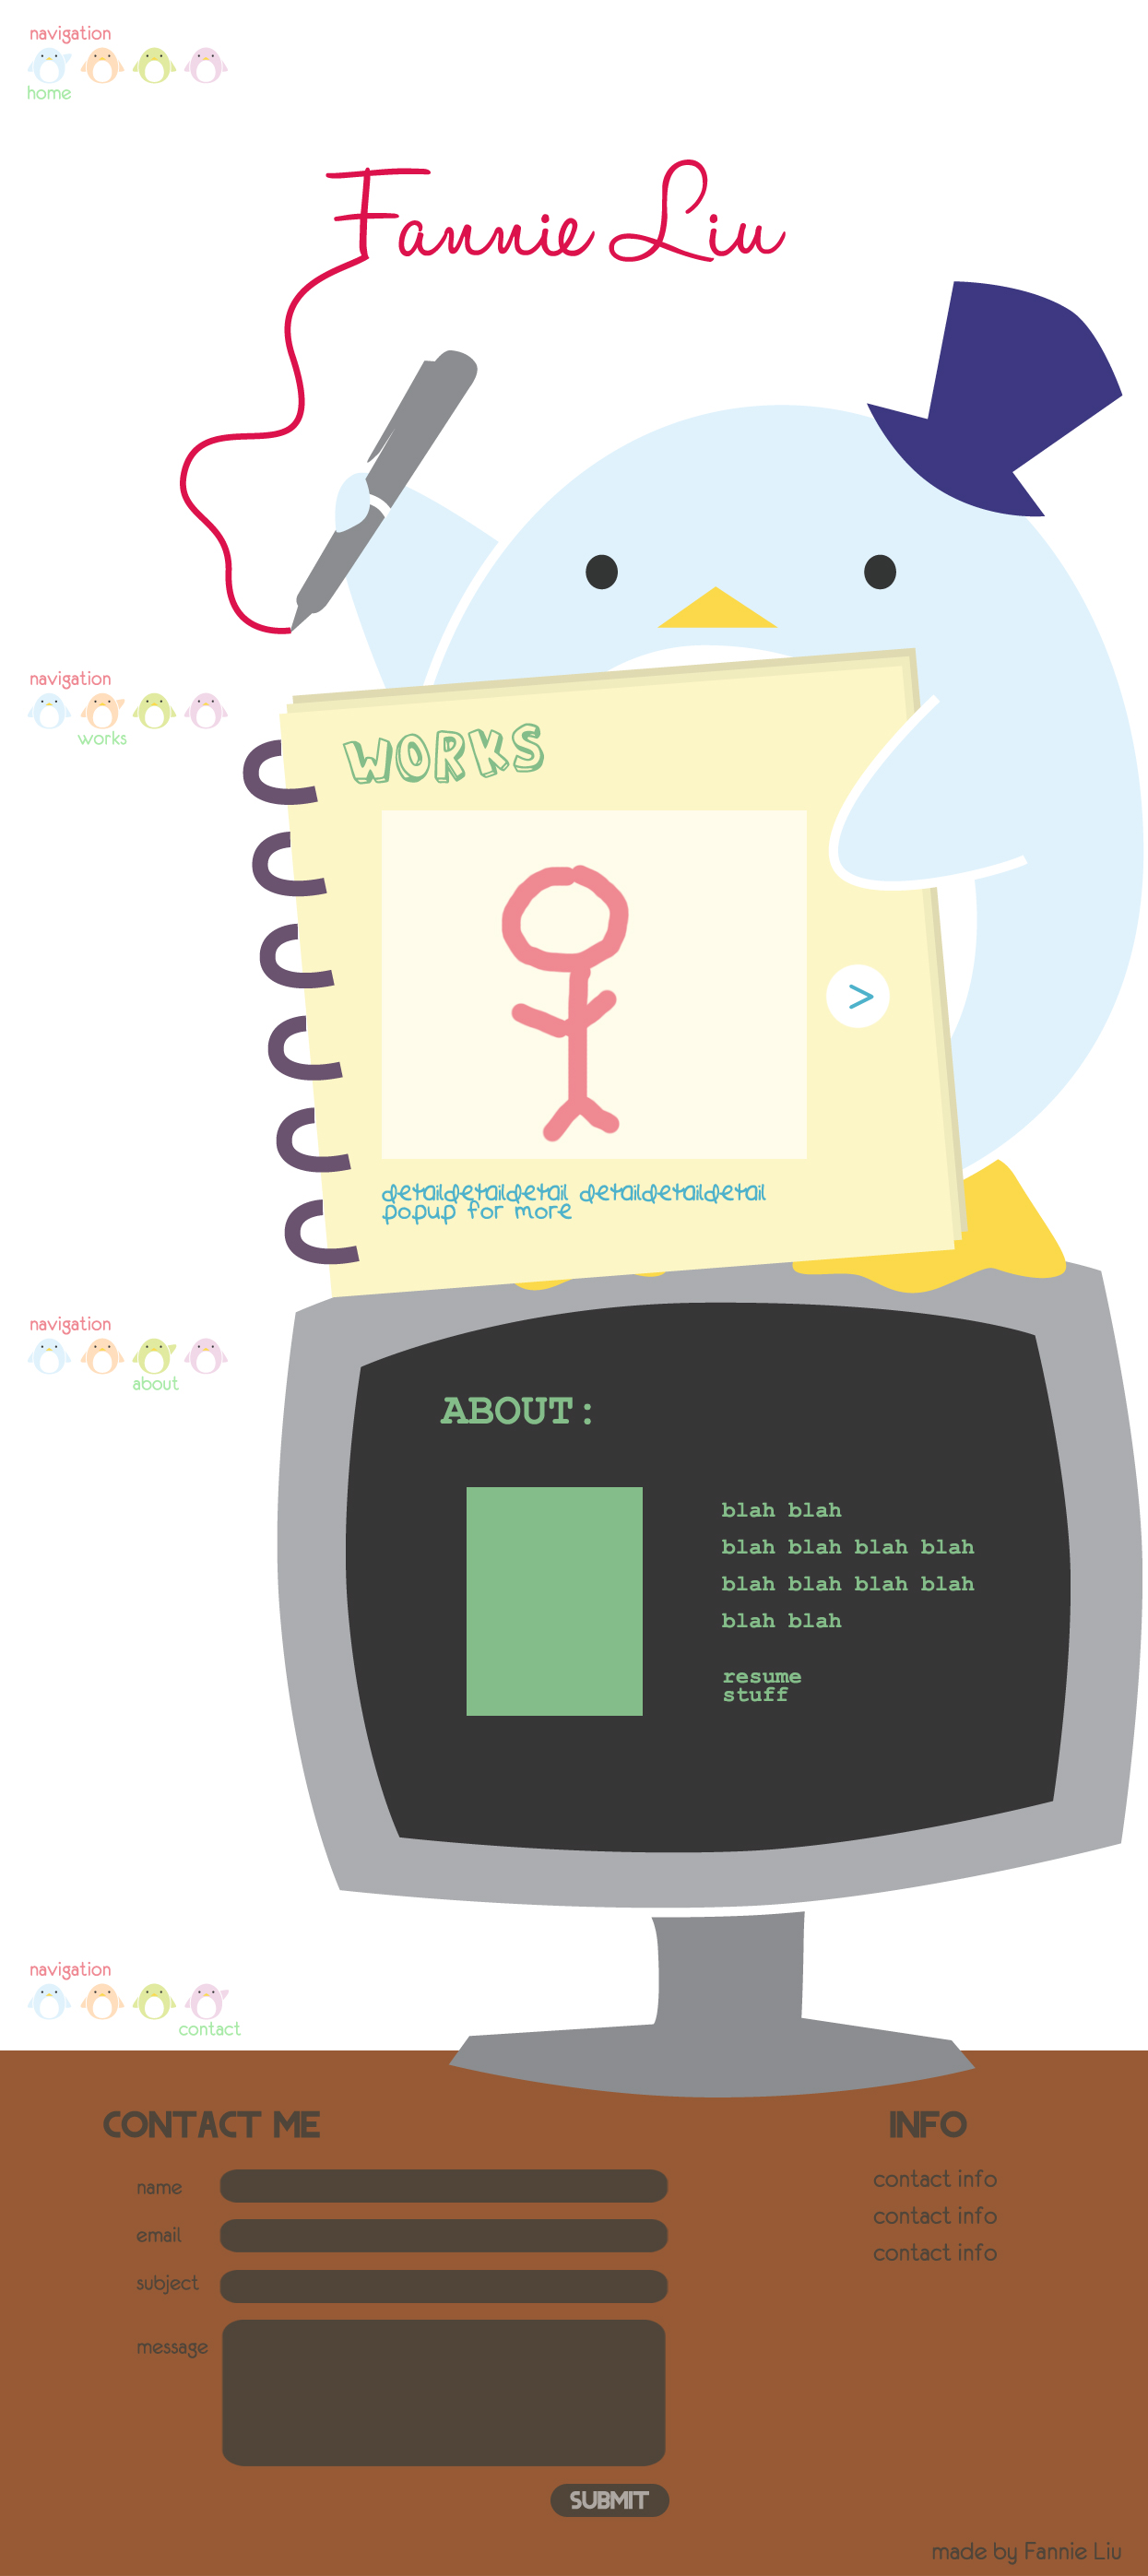 navigation
home
Fannie Liu
navigation
works
WORKS
>
detaildetaildetail detaildetaildetail
popup for more
navigation
about
ABOUT:
blah blah
blah blah blah blah
blah blah blah blah
blah blah
resume
stuff
navigation
contact
CONTACT ME
name
email
subject
message
SUBMIT
INFO
contact info
contact info
contact info
made by Fannie Liu